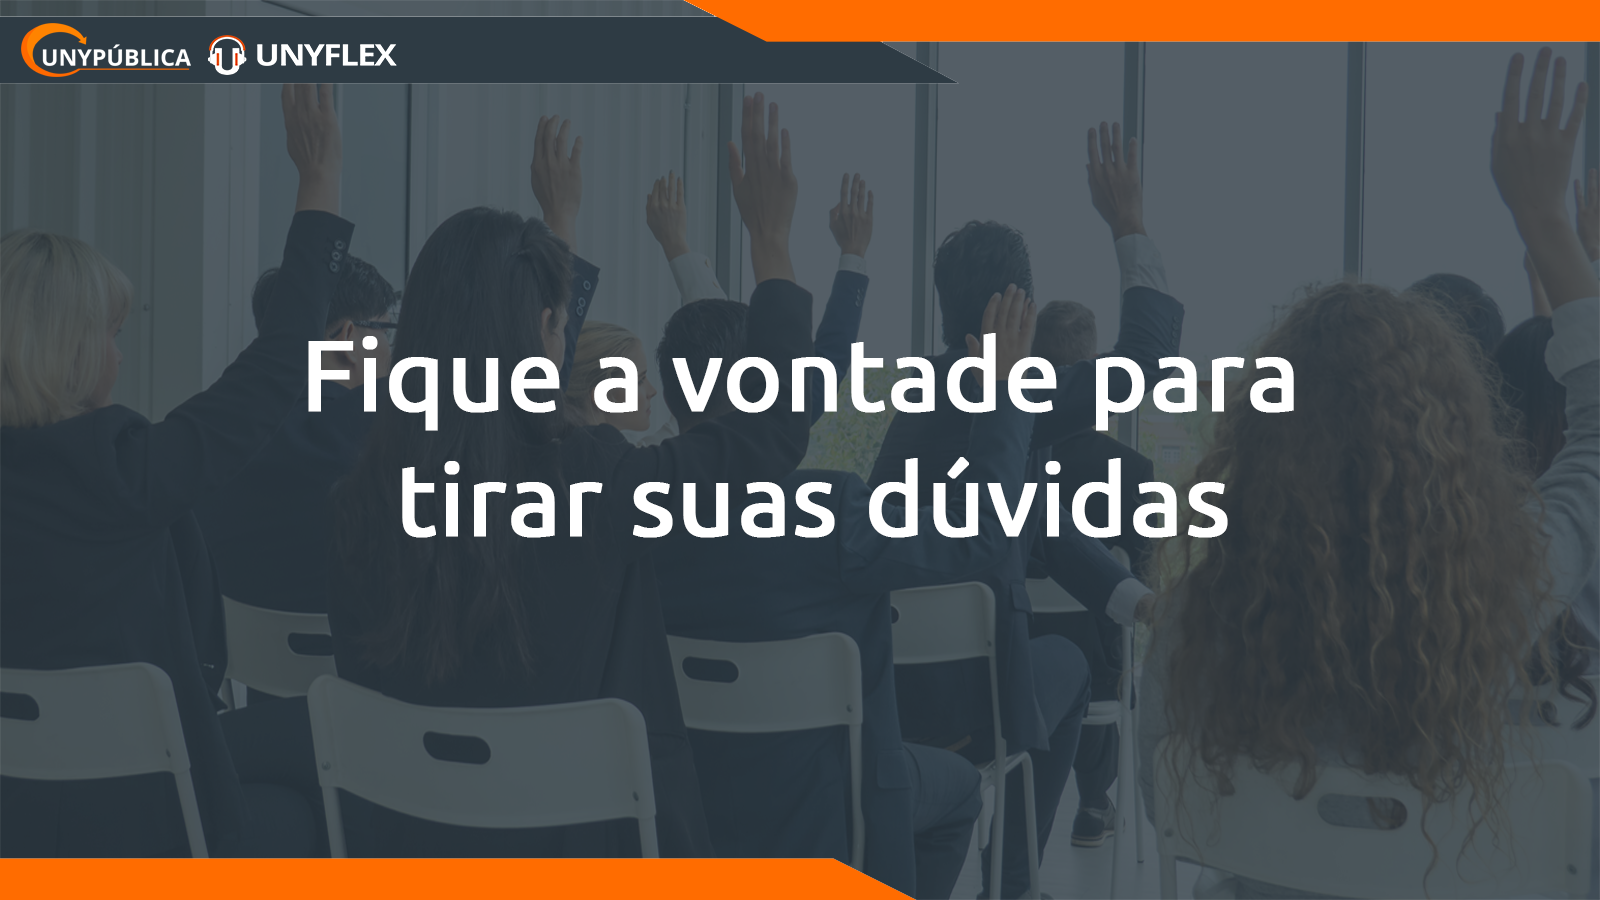 UNYPÚBLICA UNYFLEX
Fique a vontade para
tirar suas dúvidas